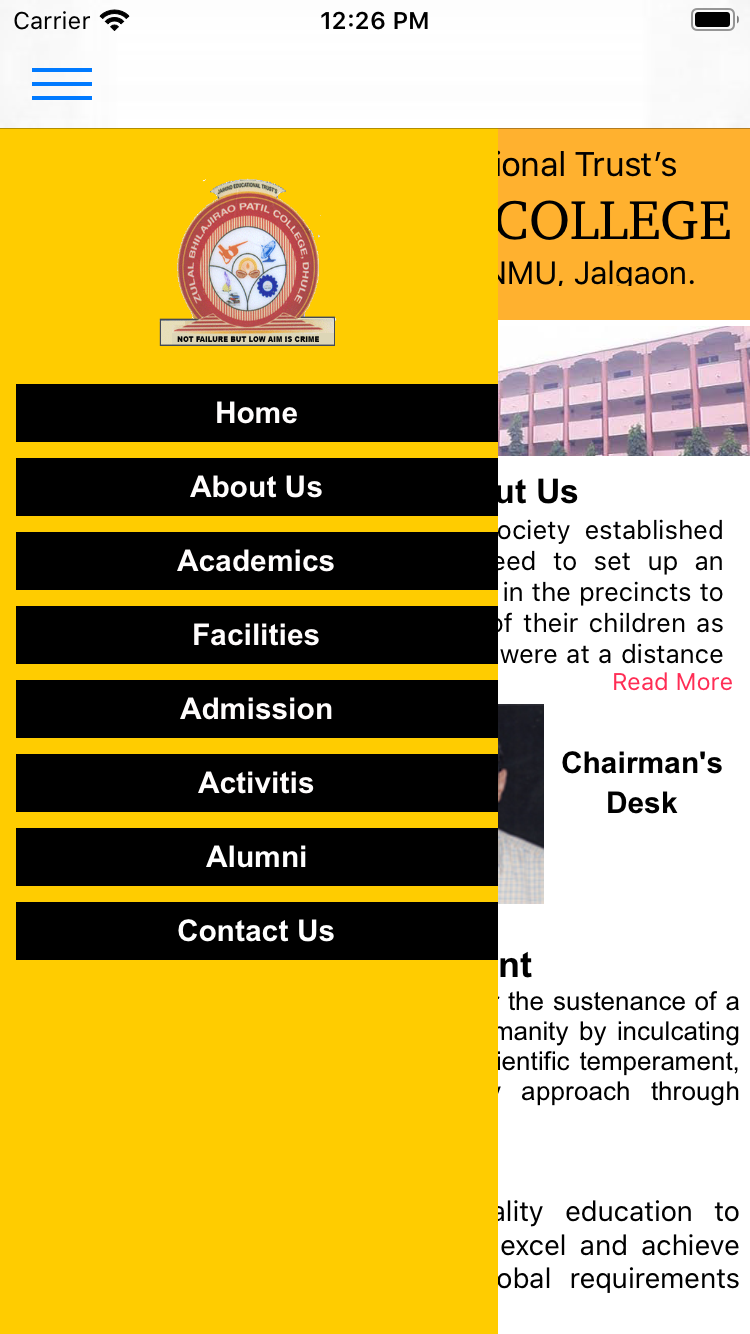 Carrier
12:26 PM
ional Trust’s
COLLEGE
NMU, Jalgaon.
JAIHIND EDUCATIONAL TRUST'S
ZULAL BHILAJIRAO PATIL COLLEGE, DHULE
NOT FAILURE BUT LOW AIM IS CRIME
Home
About Us
Academics
Facilities
Admission
Activitis
Alumni
Contact Us
ut Us
ociety established
eed to set up an
in the precincts to
of their children as
were at a distance
Read More
Chairman's
Desk
nt
the sustenance of a
manity by inculcating
ientific temperament,
approach through
ality education to
excel and achieve
obal requirements